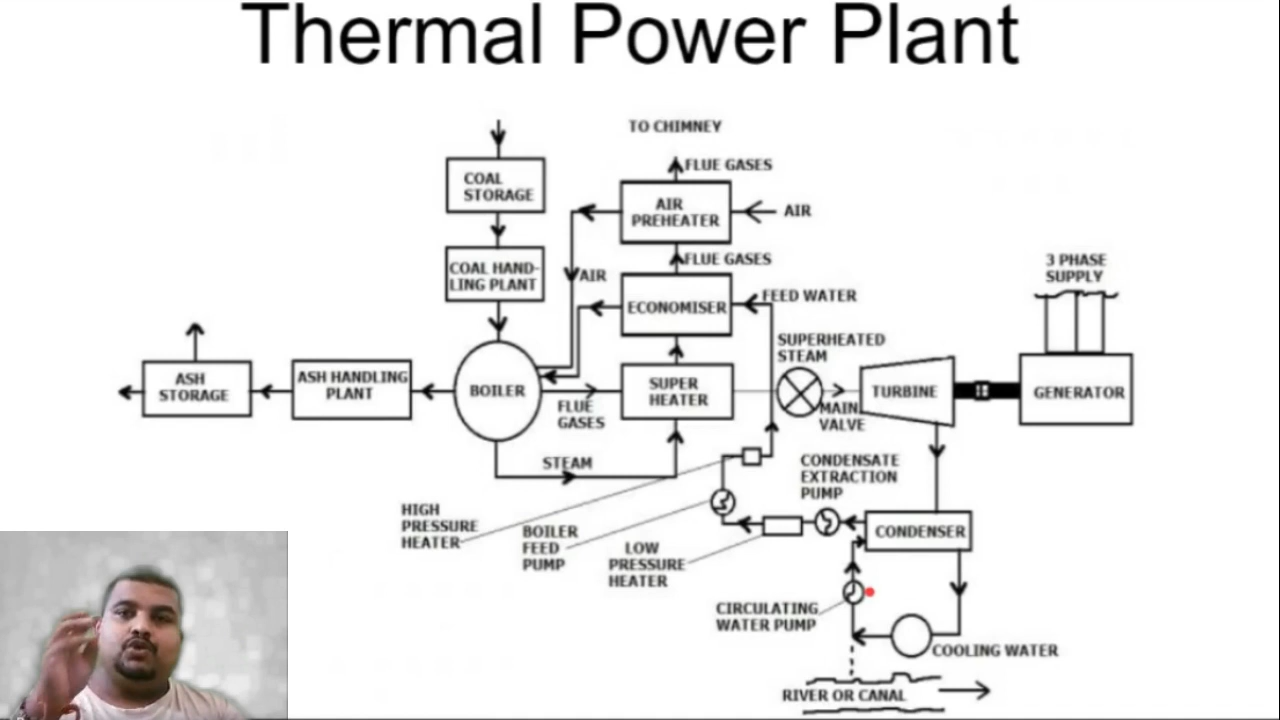 Thermal Power Plant
TO CHIMNEY
FLUE GASES
COAL
STORAGE
AIR
PREHEATER
AIR
FLUE GASES
COAL HAND-
LING PLANT
AIR
3 PHASE
SUPPLY
ECONOMISER
FEED WATER
SUPERHEATED
STEAM
ASH
STORAGE
ASH HANDLING
PLANT
BOILER
FLUE
GASES
SUPER
HEATER
MAIN
VALVE
TURBINE
GENERATOR
STEAM
CONDENSATE
EXTRACTION
PUMP
HIGH
PRESSURE
HEATER
BOILER
FEED
PUMP
LOW
PRESSURE
HEATER
CONDENSER
CIRCULATING
WATER PUMP
COOLING WATER
RIVER OR CANAL